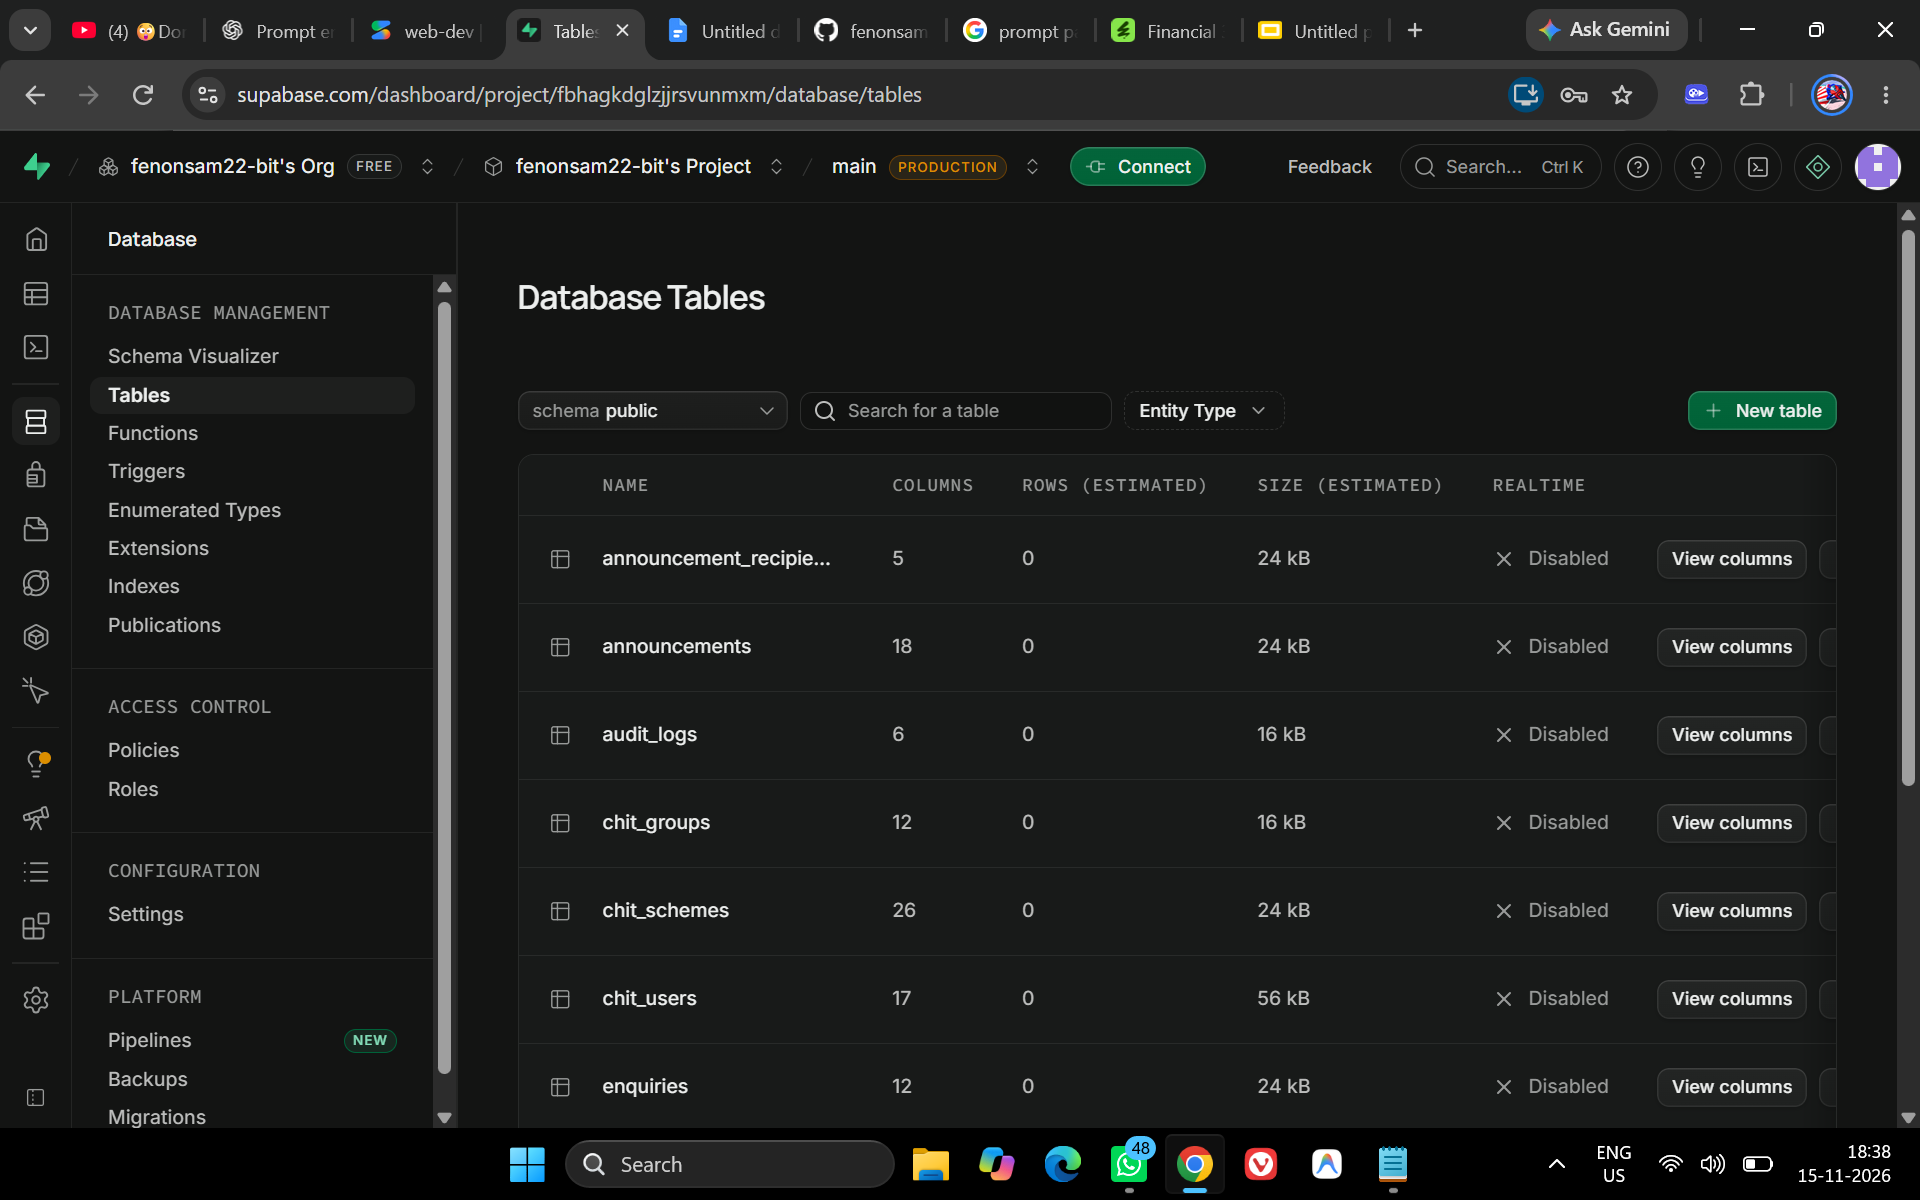 (4) 😳Do
Prompt e
web-dev
Tables
Untitled d
fenonsam
prompt p
Financial
Untitled p
Ask Gemini
supabase.com/dashboard/project/fbhagkdglzjjrsvunmxm/database/tables
fenonsam22-bit's Org FREE
fenonsam22-bit's Project
main PRODUCTION
Connect
Feedback
Search... Ctrl K
Database
DATABASE MANAGEMENT
Schema Visualizer
Tables
Functions
Triggers
Enumerated Types
Extensions
Indexes
Publications
ACCESS CONTROL
Policies
Roles
CONFIGURATION
Settings
PLATFORM
Pipelines NEW
Backups
Migrations
Database Tables
schema public
Search for a table
Entity Type
New table
NAME COLUMNS ROWS (ESTIMATED) SIZE (ESTIMATED) REALTIME
announcement_recipie... 5 0 24 kB Disabled View columns
announcements 18 0 24 kB Disabled View columns
audit_logs 6 0 16 kB Disabled View columns
chit_groups 12 0 16 kB Disabled View columns
chit_schemes 26 0 24 kB Disabled View columns
chit_users 17 0 56 kB Disabled View columns
enquiries 12 0 24 kB Disabled View columns
Search
48
ENG
US
18:38
15-11-2026